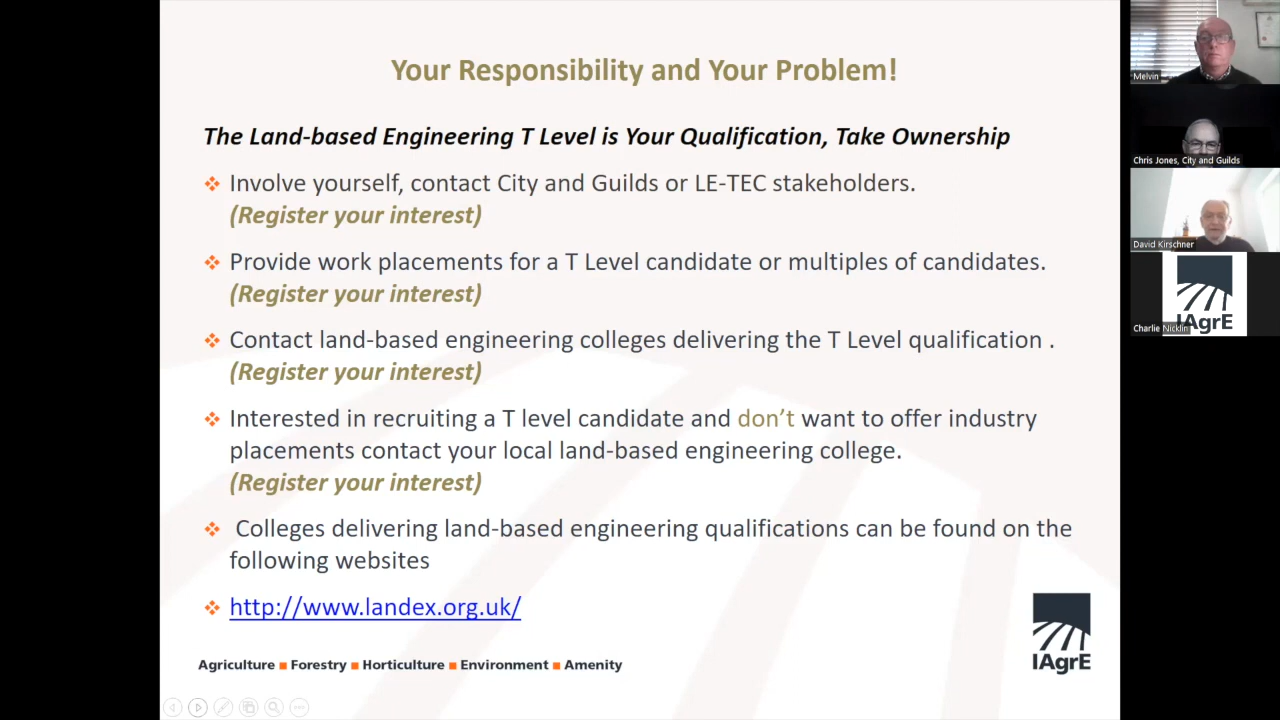 Your Responsibility and Your Problem!
The Land-based Engineering T Level is Your Qualification, Take Ownership
Involve yourself, contact City and Guilds or LE-TEC stakeholders.
(Register your interest)
Provide work placements for a T Level candidate or multiples of candidates.
(Register your interest)
Contact land-based engineering colleges delivering the T Level qualification .
(Register your interest)
Interested in recruiting a T level candidate and don’t want to offer industry
placements contact your local land-based engineering college.
(Register your interest)
Colleges delivering land-based engineering qualifications can be found on the
following websites
http://www.landex.org.uk/
Agriculture ■ Forestry ■ Horticulture ■ Environment ■ Amenity
IAgrE
Melvin
Chris Jones, City and Guilds
David Kirschner
IAgrE
Charlie Nicklin